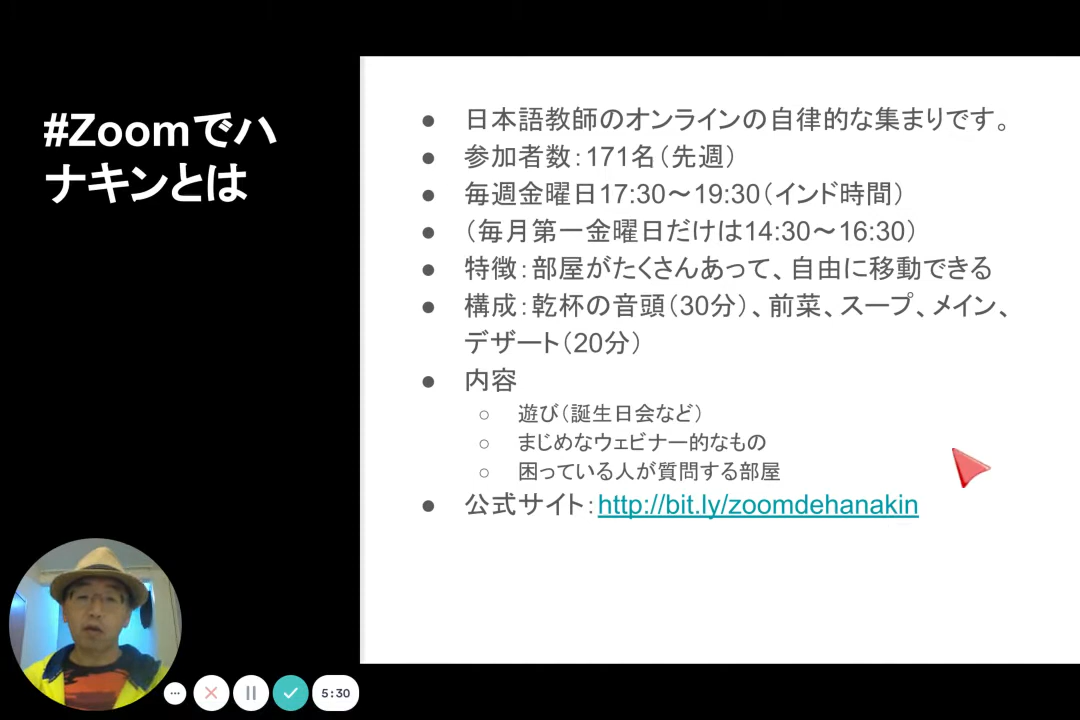 #Zoomでハ
ナキンとは
● 日本語教師のオンラインの自律的な集まりです。
● 参加者数：171名（先週）
● 毎週金曜日17:30〜19:30（インド時間）
● （毎月第一金曜日だけは14:30〜16:30）
● 特徴：部屋がたくさんあって、自由に移動できる
● 構成：乾杯の音頭（30分）、前菜、スープ、メイン、
デザート（20分）
● 内容
○ 遊び（誕生日会など）
○ まじめなウェビナー的なもの
○ 困っている人が質問する部屋
● 公式サイト：http://bit.ly/zoomdehanakin
5:30